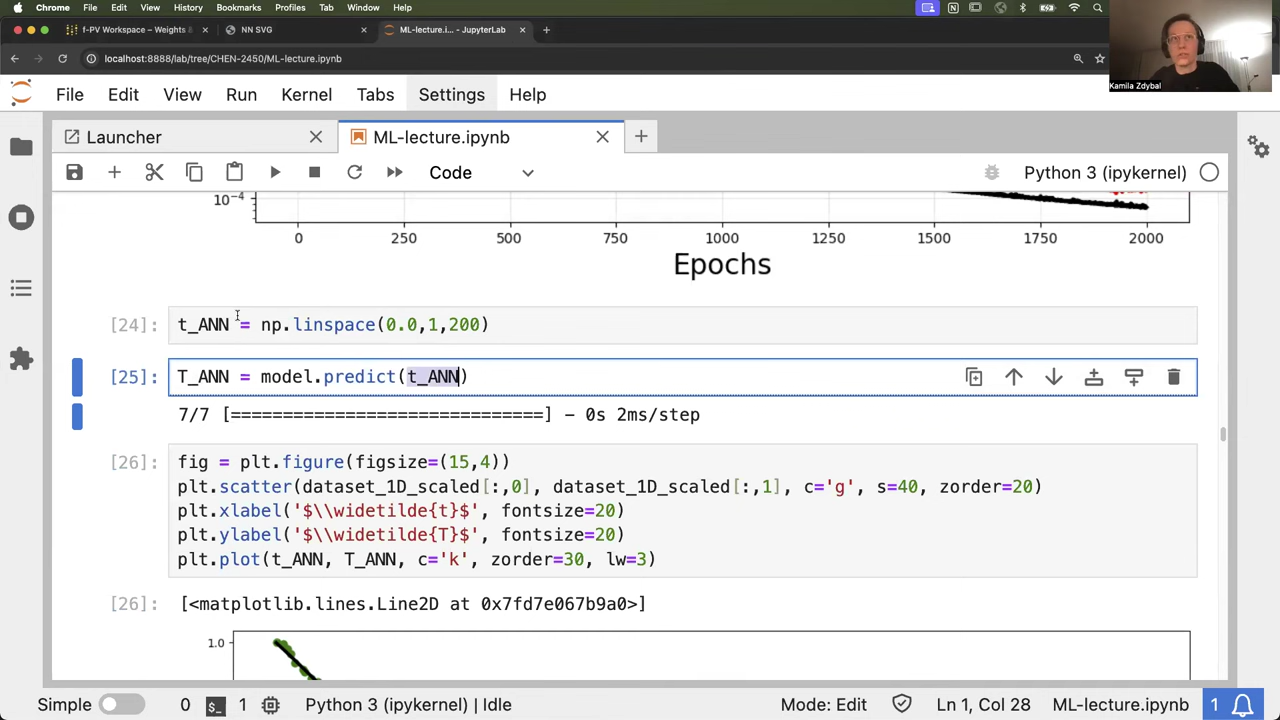 Chrome File Edit View History Bookmarks Profiles Tab Window Help
f-PV Workspace – Weights &
NN SVG
ML-lecture.i... - JupyterLab
localhost:8888/lab/tree/CHEN-2450/ML-lecture.ipynb
Kamila Zdybal
File Edit View Run Kernel Tabs Settings Help
Launcher
ML-lecture.ipynb
Code
Python 3 (ipykernel)
10⁻⁴
0 250 500 750 1000 1250 1500 1750 2000
Epochs
[24]: t_ANN = np.linspace(0.0,1,200)
[25]: T_ANN = model.predict(t_ANN)
7/7 [==============================] - 0s 2ms/step
[26]: fig = plt.figure(figsize=(15,4))
plt.scatter(dataset_1D_scaled[:,0], dataset_1D_scaled[:,1], c='g', s=40, zorder=20)
plt.xlabel('$\\widetilde{t}$', fontsize=20)
plt.ylabel('$\\widetilde{T}$', fontsize=20)
plt.plot(t_ANN, T_ANN, c='k', zorder=30, lw=3)
[26]: [<matplotlib.lines.Line2D at 0x7fd7e067b9a0>]
1.0
Simple 0 1 Python 3 (ipykernel) | Idle Mode: Edit Ln 1, Col 28 ML-lecture.ipynb 1